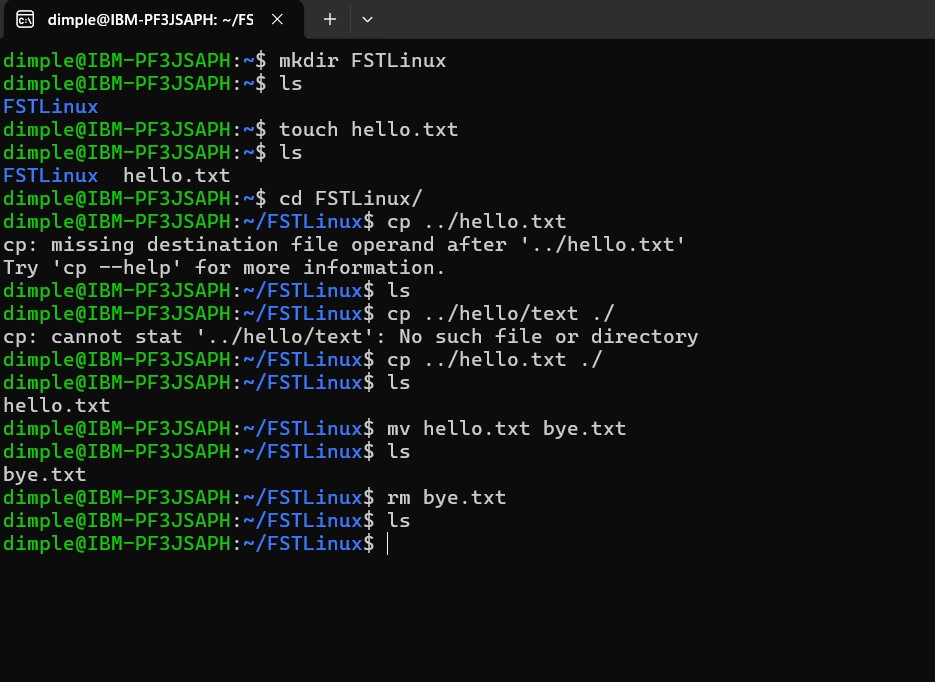 dimple@IBM-PF3JSAPH: ~/FS
dimple@IBM-PF3JSAPH:~$ mkdir FSTLinux
dimple@IBM-PF3JSAPH:~$ ls
FSTLinux
dimple@IBM-PF3JSAPH:~$ touch hello.txt
dimple@IBM-PF3JSAPH:~$ ls
FSTLinux  hello.txt
dimple@IBM-PF3JSAPH:~$ cd FSTLinux/
dimple@IBM-PF3JSAPH:~/FSTLinux$ cp ../hello.txt
cp: missing destination file operand after '../hello.txt'
Try 'cp --help' for more information.
dimple@IBM-PF3JSAPH:~/FSTLinux$ ls
dimple@IBM-PF3JSAPH:~/FSTLinux$ cp ../hello/text ./
cp: cannot stat '../hello/text': No such file or directory
dimple@IBM-PF3JSAPH:~/FSTLinux$ cp ../hello.txt ./
dimple@IBM-PF3JSAPH:~/FSTLinux$ ls
hello.txt
dimple@IBM-PF3JSAPH:~/FSTLinux$ mv hello.txt bye.txt
dimple@IBM-PF3JSAPH:~/FSTLinux$ ls
bye.txt
dimple@IBM-PF3JSAPH:~/FSTLinux$ rm bye.txt
dimple@IBM-PF3JSAPH:~/FSTLinux$ ls
dimple@IBM-PF3JSAPH:~/FSTLinux$